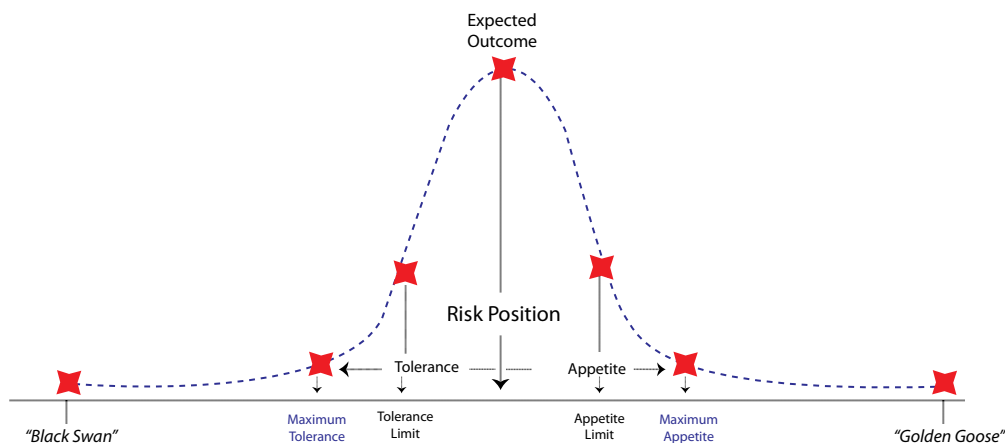 Expected
Outcome
Risk Position
Tolerance
Appetite
"Black Swan"
Maximum
Tolerance
Tolerance
Limit
Appetite
Limit
Maximum
Appetite
"Golden Goose"